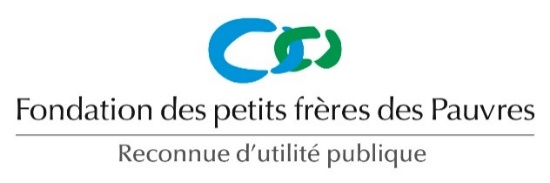 Fondation des petits frères des Pauvres
Reconnue d'utilité publique